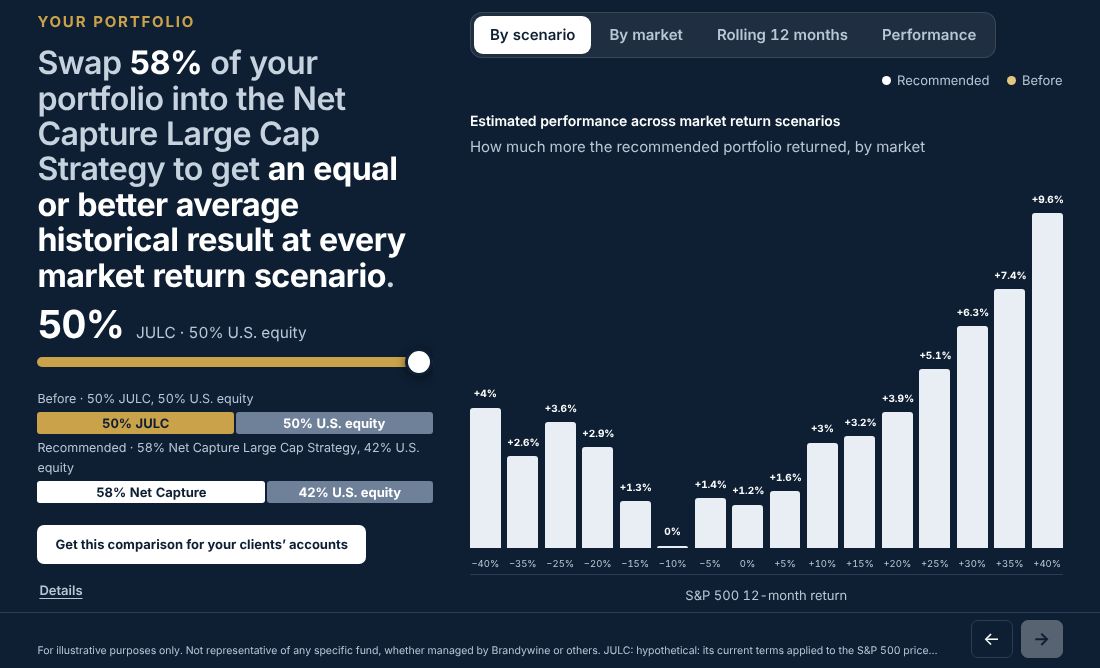 YOUR PORTFOLIO
Swap 58% of your
portfolio into the Net
Capture Large Cap
Strategy to get an equal
or better average
historical result at every
market return scenario.
50% JULC · 50% U.S. equity
Before · 50% JULC, 50% U.S. equity
50% JULC 50% U.S. equity
Recommended · 58% Net Capture Large Cap Strategy, 42% U.S.
equity
58% Net Capture 42% U.S. equity
Get this comparison for your clients’ accounts
Details
By scenario By market Rolling 12 months Performance
Recommended Before
Estimated performance across market return scenarios
How much more the recommended portfolio returned, by market
+4% +2.6% +3.6% +2.9% +1.3% 0% +1.4% +1.2% +1.6% +3% +3.2% +3.9% +5.1% +6.3% +7.4% +9.6%
−40% −35% −25% −20% −15% −10% −5% 0% +5% +10% +15% +20% +25% +30% +35% +40%
S&P 500 12-month return
For illustrative purposes only. Not representative of any specific fund, whether managed by Brandywine or others. JULC: hypothetical: its current terms applied to the S&P 500 price...